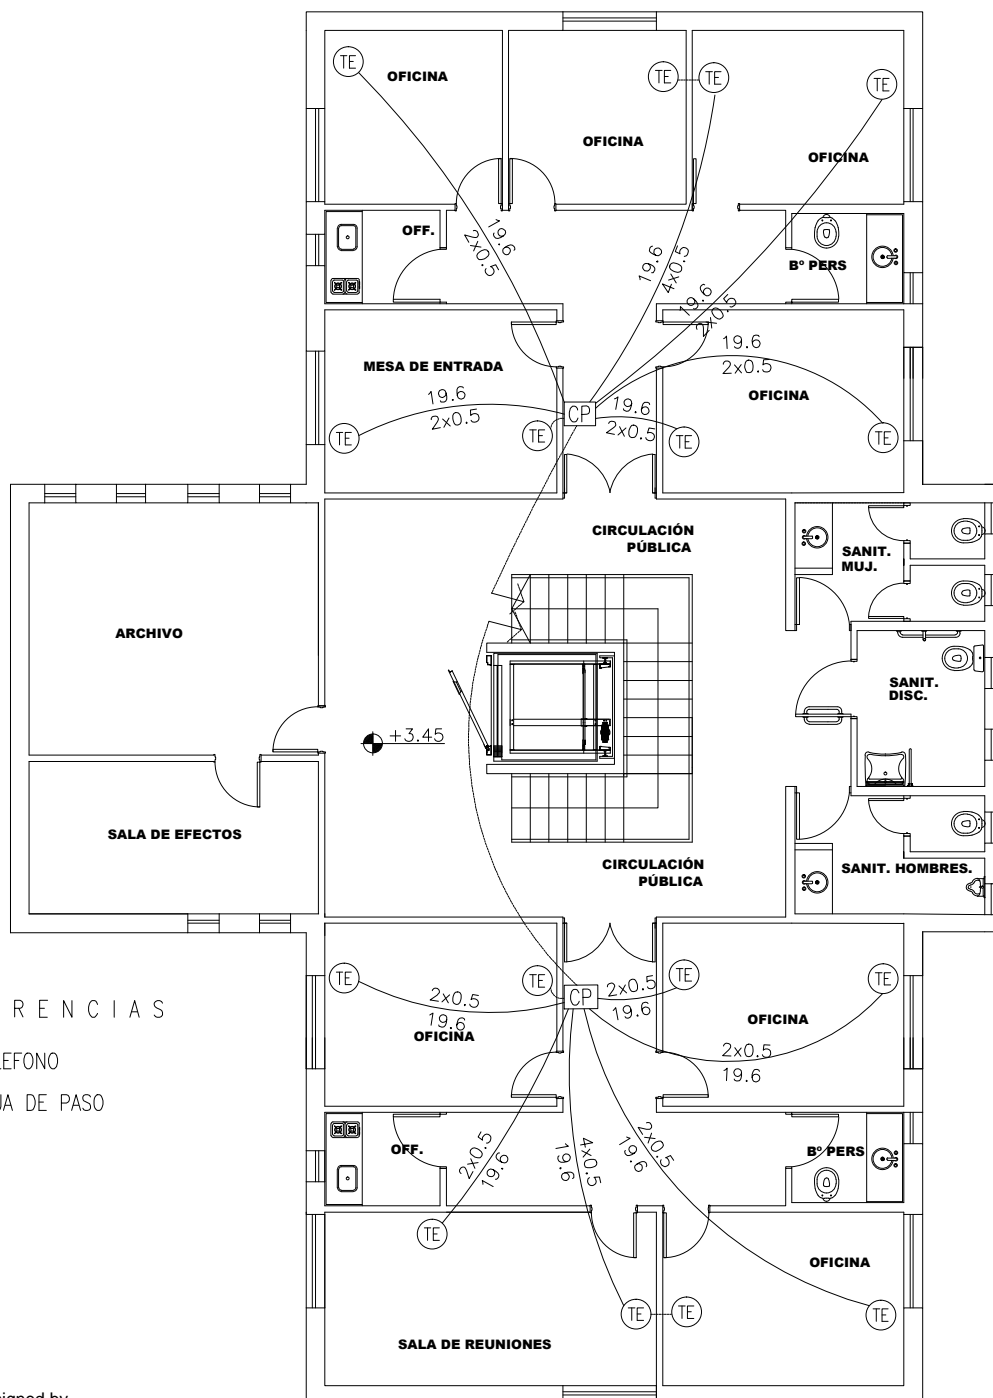 TE
OFICINA
TE
TE
TE
OFICINA
OFICINA
OFF.
19.6
2x0.5
19.6
4x0.5
Bº PERS
19.6
2x0.5
19.6
2x0.5
MESA DE ENTRADA
OFICINA
19.6
2x0.5
CP
19.6
2x0.5
TE
TE
TE
TE
CIRCULACIÓN
PÚBLICA
SANIT.
MUJ.
ARCHIVO
SANIT.
DISC.
+3.45
SALA DE EFECTOS
CIRCULACIÓN
PÚBLICA
SANIT. HOMBRES.
TE
TE
TE
TE
2x0.5
19.6
CP
2x0.5
19.6
RENCIAS
OFICINA
OFICINA
EFONO
2x0.5
19.6
A DE PASO
OFF.
2x0.5
19.6
4x0.5
19.6
2x0.5
19.6
Bº PERS
TE
OFICINA
TE
TE
TE
SALA DE REUNIONES
igned by